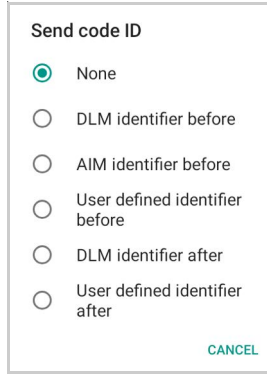 Send code ID
None
DLM identifier before
AIM identifier before
User defined identifier
before
DLM identifier after
User defined identifier
after
CANCEL